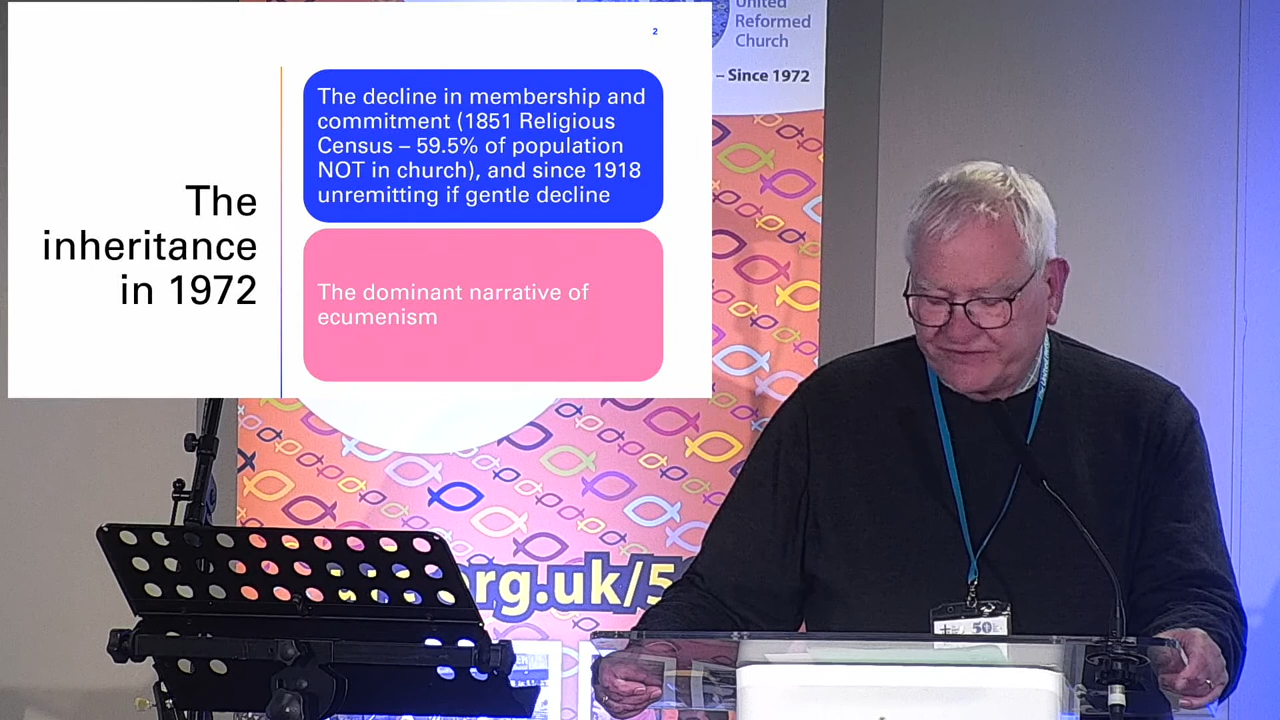 2
The inheritance in 1972
The decline in membership and
commitment (1851 Religious
Census – 59.5% of population
NOT in church), and since 1918
unremitting if gentle decline
The dominant narrative of
ecumenism
United
Reformed
Church
– Since 1972
org.uk/5
50